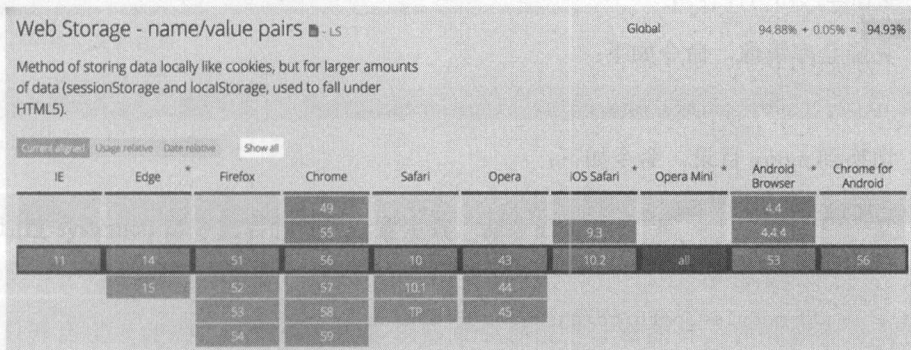 Web Storage - name/value pairs - LS
Global 94.88% + 0.05% = 94.93%
Method of storing data locally like cookies, but for larger amounts
of data (sessionStorage and localStorage, used to fall under
HTML5).
Current aligned Usage relative Date relative Show all
IE Edge * Firefox Chrome Safari Opera iOS Safari * Opera Mini * Android Browser * Chrome for Android
49 4.4
55 9.3 4.4.4
11 14 51 56 10 43 10.2 all 53 56
15 52 57 10.1 44
53 58 TP 45
54 59